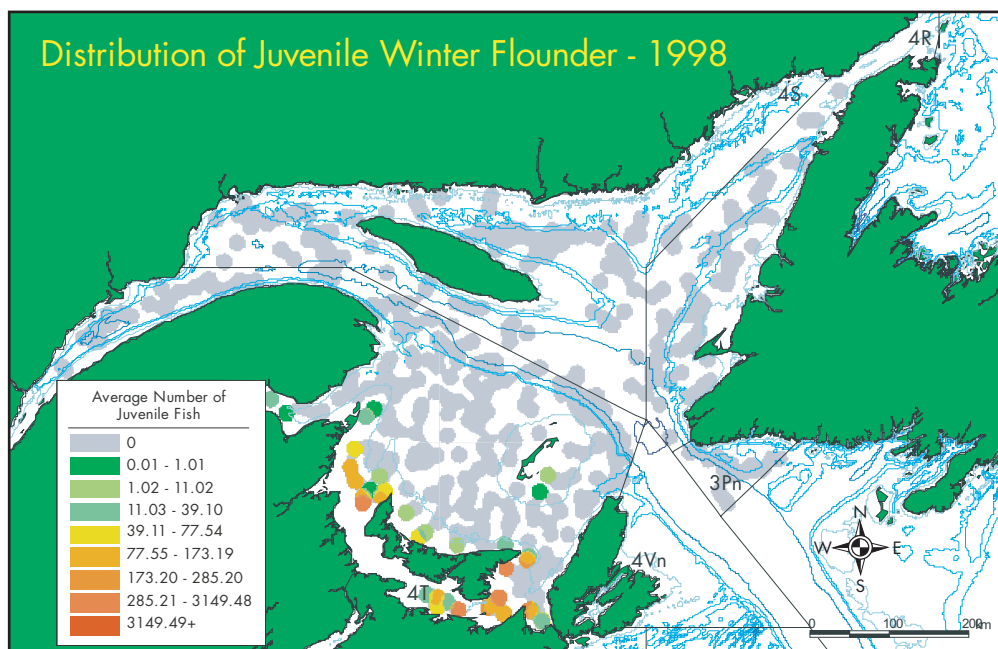 Distribution of Juvenile Winter Flounder - 1998
4R
4S
Average Number of
Juvenile Fish
0
0.01 - 1.01
1.02 - 11.02
11.03 - 39.10
39.11 - 77.54
77.55 - 173.19
173.20 - 285.20
285.21 - 3149.48
3149.49+
3Pn
4Vn
4T
N
W E
S
0 100 200 km